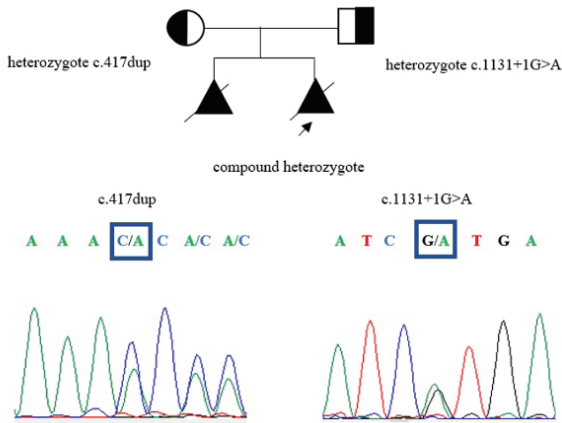 heterozygote c.417dup
heterozygote c.1131+1G>A
compound heterozygote
c.417dup
c.1131+1G>A
A A A C/A C A/C A/C
A T C G/A T G A